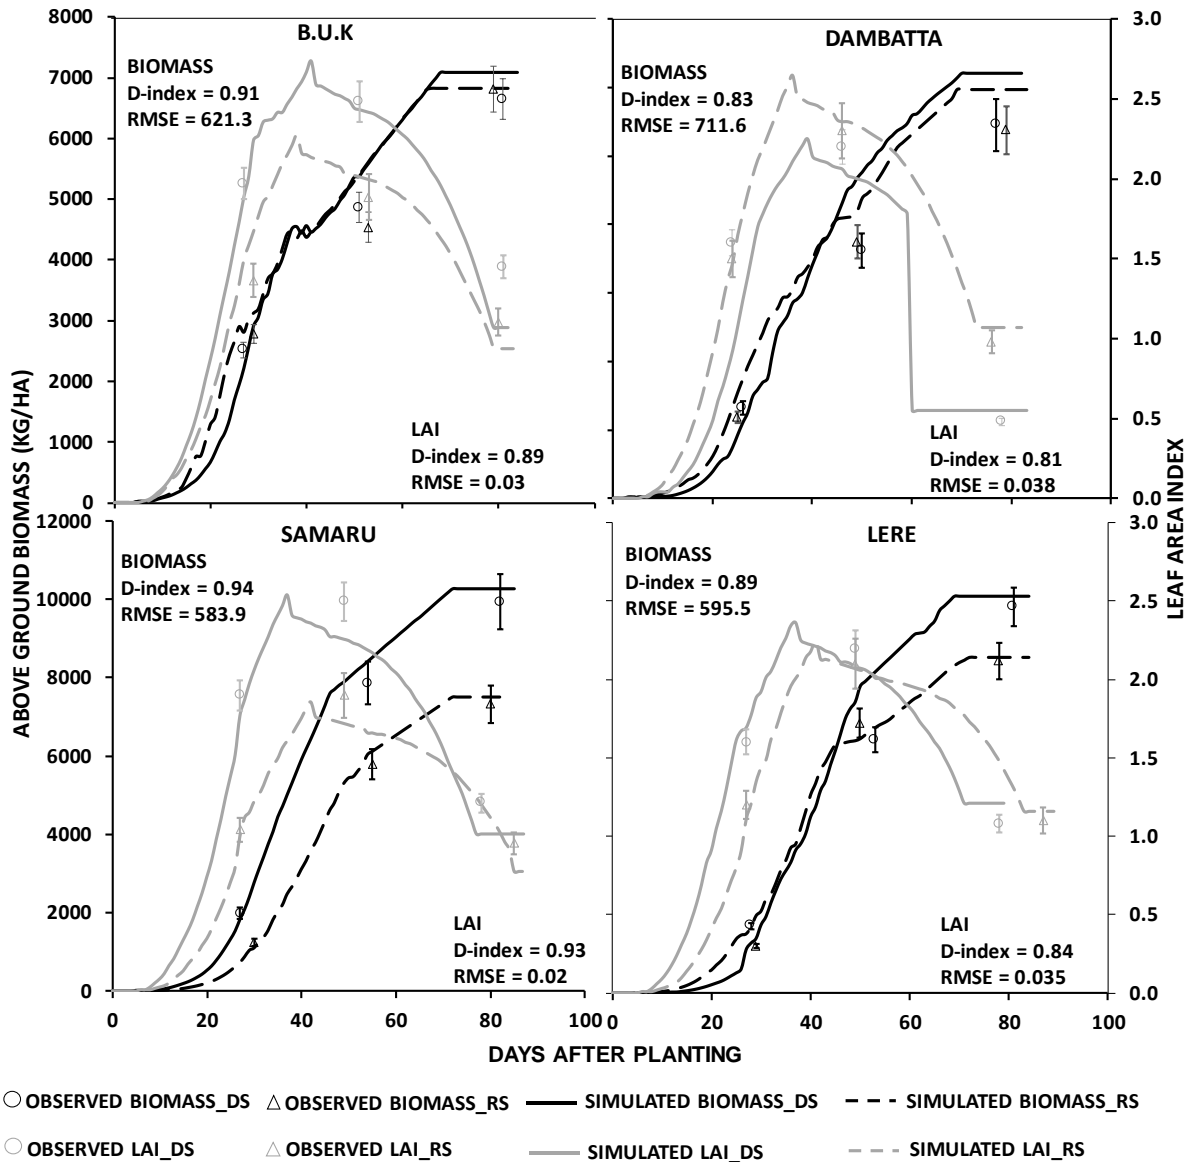 B.U.K
BIOMASS
D-index = 0.91
RMSE = 621.3
LAI
D-index = 0.89
RMSE = 0.03
8000
7000
6000
5000
4000
3000
2000
1000
0
DAMBATTA
BIOMASS
D-index = 0.83
RMSE = 711.6
LAI
D-index = 0.81
RMSE = 0.038
3.0
2.5
2.0
1.5
1.0
0.5
0.0
SAMARU
BIOMASS
D-index = 0.94
RMSE = 583.9
LAI
D-index = 0.93
RMSE = 0.02
12000
10000
8000
6000
4000
2000
0
0 20 40 60 80 100
LERE
BIOMASS
D-index = 0.89
RMSE = 595.5
LAI
D-index = 0.84
RMSE = 0.035
3.0
2.5
2.0
1.5
1.0
0.5
0.0
0 20 40 60 80 100
ABOVE GROUND BIOMASS (KG/HA)
LEAF AREA INDEX
DAYS AFTER PLANTING
OBSERVED BIOMASS_DS OBSERVED BIOMASS_RS SIMULATED BIOMASS_DS SIMULATED BIOMASS_RS
OBSERVED LAI_DS OBSERVED LAI_RS SIMULATED LAI_DS SIMULATED LAI_RS